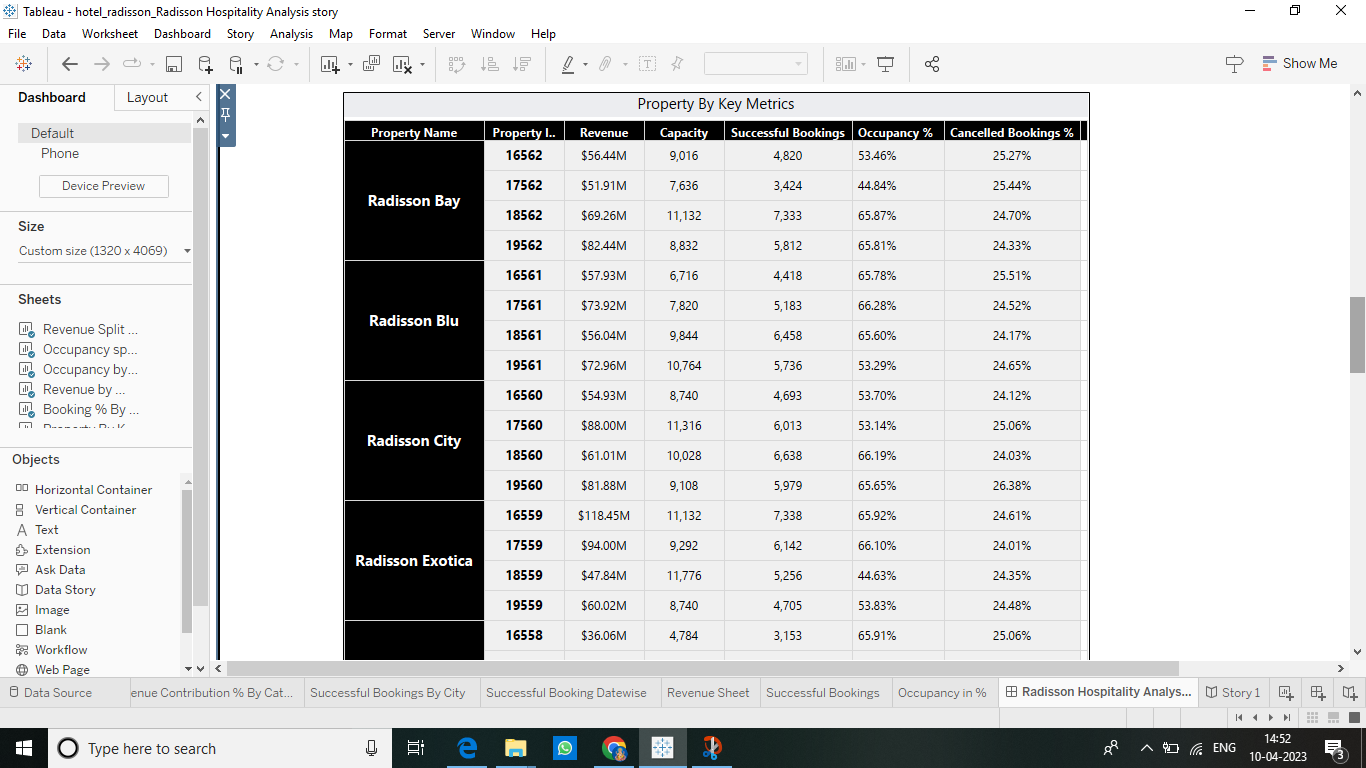 Tableau - hotel_radisson_Radisson Hospitality Analysis story
File Data Worksheet Dashboard Story Analysis Map Format Server Window Help
Show Me
Dashboard Layout
Default
Phone
Device Preview
Size
Custom size (1320 x 4069)
Sheets
Revenue Split ...
Occupancy sp...
Occupancy by...
Revenue by ...
Booking % By ...
Objects
Horizontal Container
Vertical Container
Text
Extension
Ask Data
Data Story
Image
Blank
Workflow
Web Page
Property By Key Metrics
Property Name Property I.. Revenue Capacity Successful Bookings Occupancy % Cancelled Bookings %
Radisson Bay
16562 $56.44M 9,016 4,820 53.46% 25.27%
17562 $51.91M 7,636 3,424 44.84% 25.44%
18562 $69.26M 11,132 7,333 65.87% 24.70%
19562 $82.44M 8,832 5,812 65.81% 24.33%
Radisson Blu
16561 $57.93M 6,716 4,418 65.78% 25.51%
17561 $73.92M 7,820 5,183 66.28% 24.52%
18561 $56.04M 9,844 6,458 65.60% 24.17%
19561 $72.96M 10,764 5,736 53.29% 24.65%
Radisson City
16560 $54.93M 8,740 4,693 53.70% 24.12%
17560 $88.00M 11,316 6,013 53.14% 25.06%
18560 $61.01M 10,028 6,638 66.19% 24.03%
19560 $81.88M 9,108 5,979 65.65% 26.38%
Radisson Exotica
16559 $118.45M 11,132 7,338 65.92% 24.61%
17559 $94.00M 9,292 6,142 66.10% 24.01%
18559 $47.84M 11,776 5,256 44.63% 24.35%
19559 $60.02M 8,740 4,705 53.83% 24.48%
16558 $36.06M 4,784 3,153 65.91% 25.06%
Data Source enue Contribution % By Cat... Successful Bookings By City Successful Booking Datewise Revenue Sheet Successful Bookings Occupancy in % Radisson Hospitality Analys... Story 1
Type here to search
ENG
14:52
10-04-2023
3